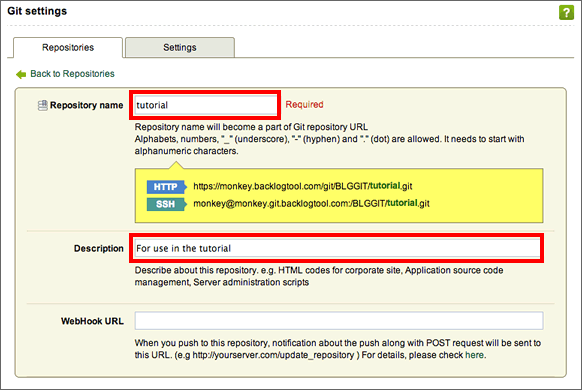 Git settings
?
Repositories
Settings
Back to Repositories
Repository name
tutorial
Required
Repository name will become a part of Git repository URL
Alphabets, numbers, "_" (underscore), "-" (hyphen) and "." (dot) are allowed. It needs to start with
alphanumeric characters.
HTTP https://monkey.backlogtool.com/git/BLGGIT/tutorial.git
SSH monkey@monkey.git.backlogtool.com:/BLGGIT/tutorial.git
Description
For use in the tutorial
Describe about this repository. e.g. HTML codes for corporate site, Application source code
management, Server administration scripts
WebHook URL
When you push to this repository, notification about the push along with POST request will be sent to
this URL. (e.g http://yourserver.com/update_repository ) For details, please check here.